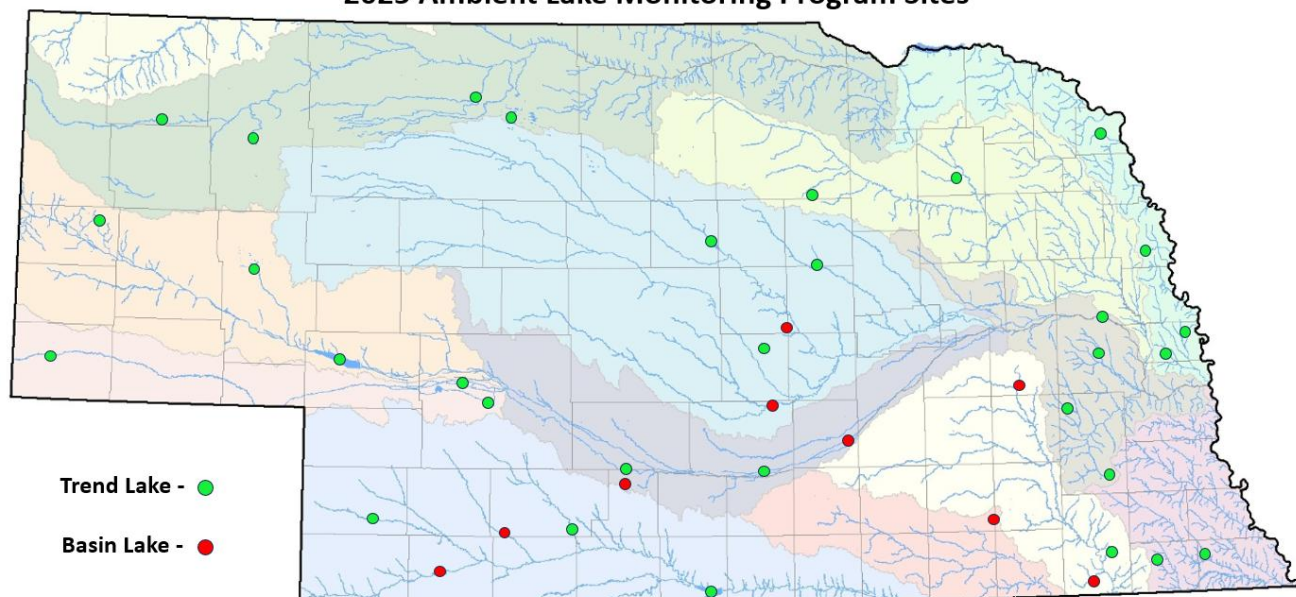 2023 Ambient Lake Monitoring Program Sites
Trend Lake -
Basin Lake -